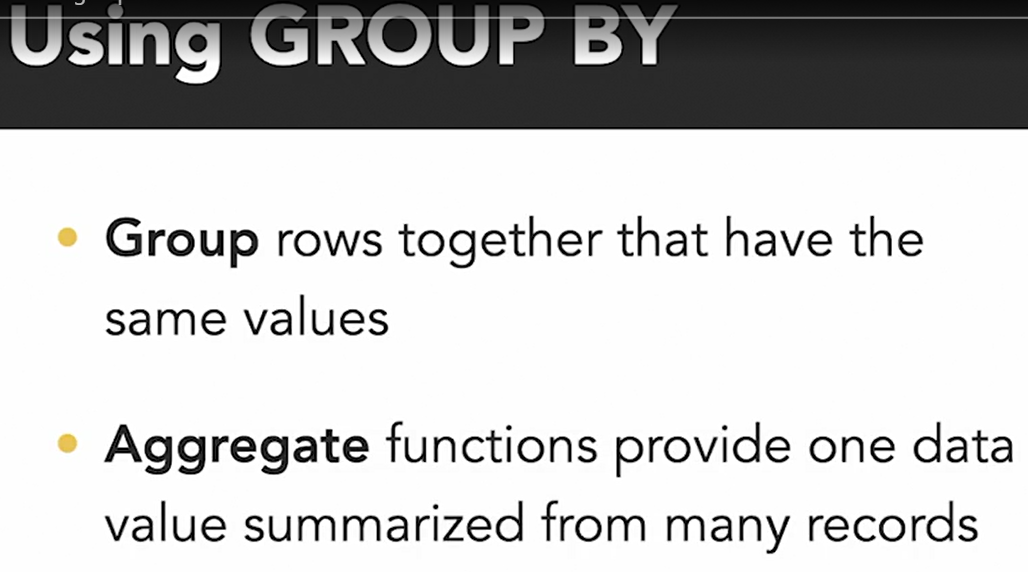 Using GROUP BY
• Group rows together that have the
same values
• Aggregate functions provide one data
value summarized from many records